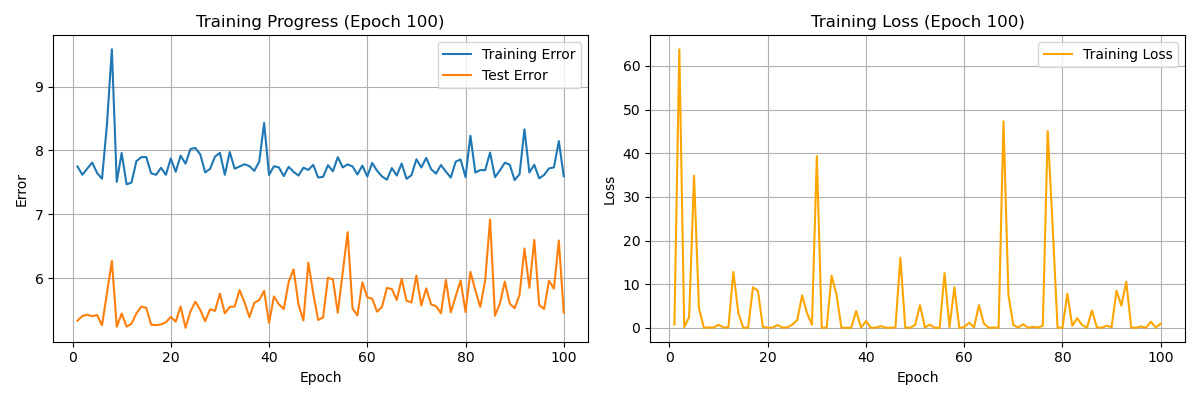 Training Progress (Epoch 100)
Training Error
Test Error
9
8
7
6
Error
0 20 40 60 80 100
Epoch
Training Loss (Epoch 100)
Training Loss
60
50
40
30
20
10
0
Loss
0 20 40 60 80 100
Epoch